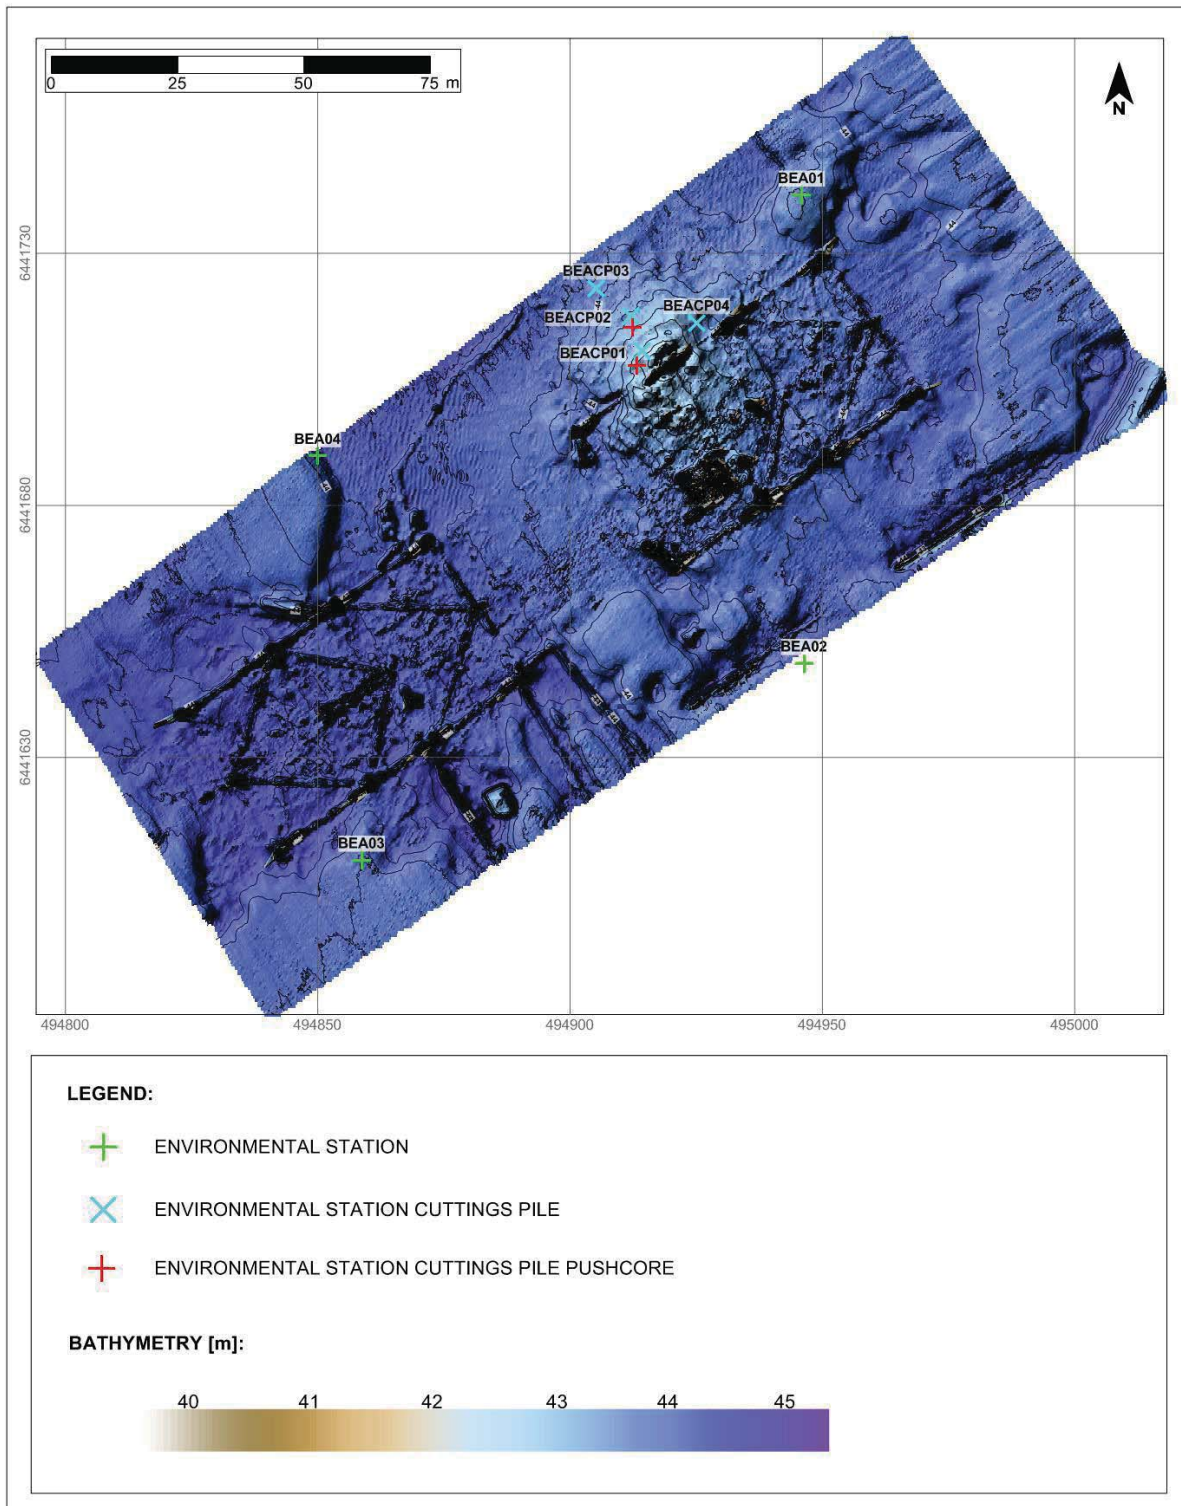 0 25 50 75 m
N
BEA01
6441730
BEACP03
BEACP02
BEACP04
BEACP01
BEA04
6441680
BEA02
6441630
BEA03
494800 494850 494900 494950 495000
LEGEND:
ENVIRONMENTAL STATION
ENVIRONMENTAL STATION CUTTINGS PILE
ENVIRONMENTAL STATION CUTTINGS PILE PUSHCORE
BATHYMETRY [m]:
40 41 42 43 44 45